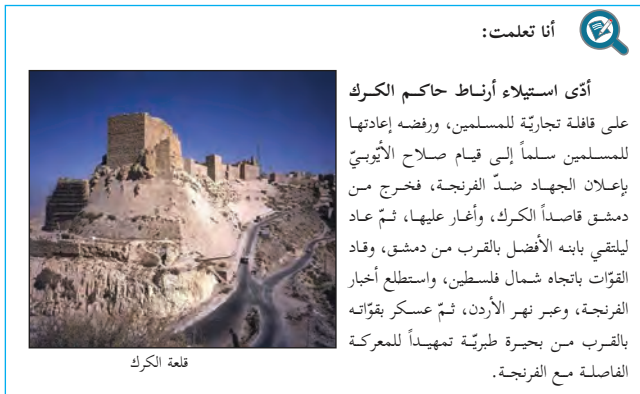 أنا تعلمت:
أدّى استيلاء أرناط حاكم الكرك
على قافلة تجاريّة للمسلمين، ورفضه إعادتها
للمسلمين سلماً إلى قيام صلاح الأيّوبيّ
بإعلان الجهاد ضدّ الفرنجة، فخرج من
دمشق قاصداً الكرك، وأغار عليها، ثمّ عاد
ليلتقي بابنه الأفضل بالقرب من دمشق، وقاد
القوّات باتجاه شمال فلسطين، واستطلع أخبار
الفرنجة، وعبر نهر الأردن، ثمّ عسكر بقوّاته
بالقرب من بحيرة طبريّة تمهيداً للمعركة
الفاصلة مع الفرنجة.
قلعة الكرك